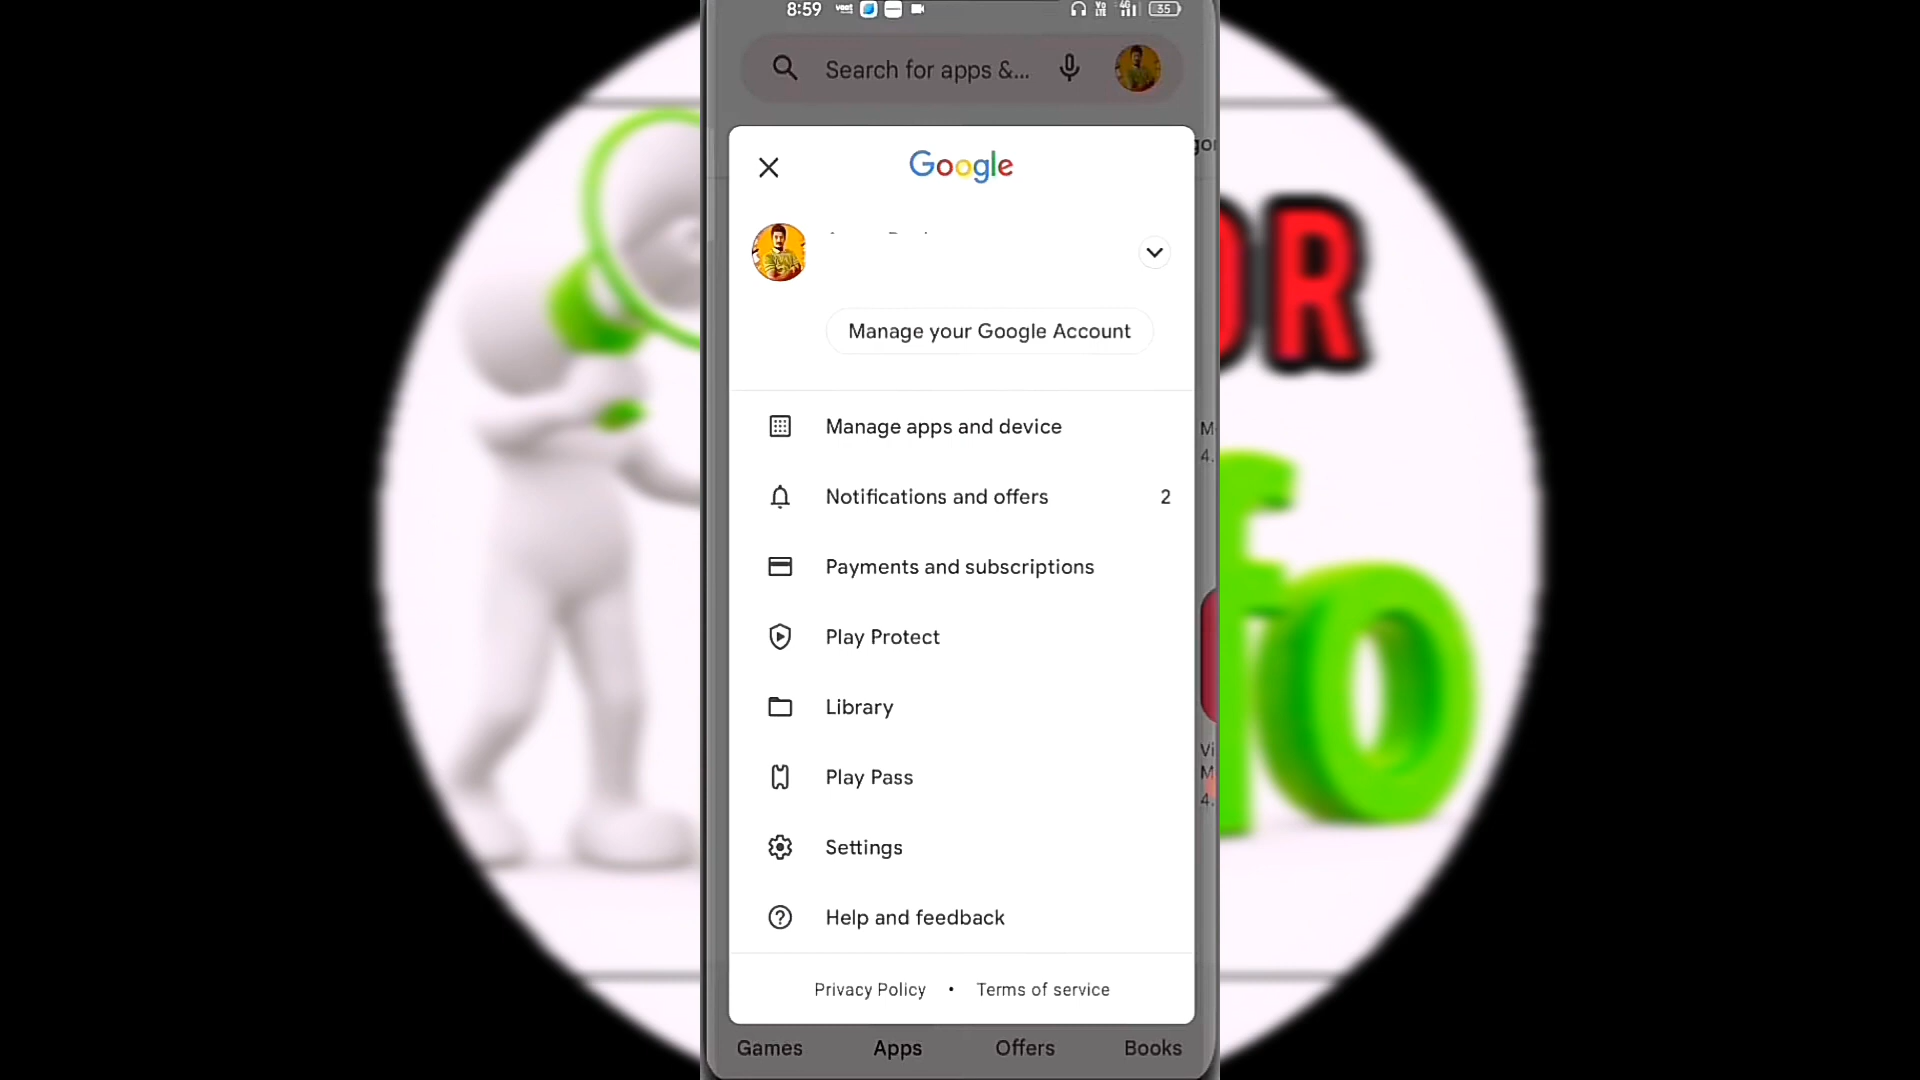 8:59
35
Search for apps &...
Google
Manage your Google Account
Manage apps and device
Notifications and offers 2
Payments and subscriptions
Play Protect
Library
Play Pass
Settings
Help and feedback
Privacy Policy • Terms of service
Games Apps Offers Books